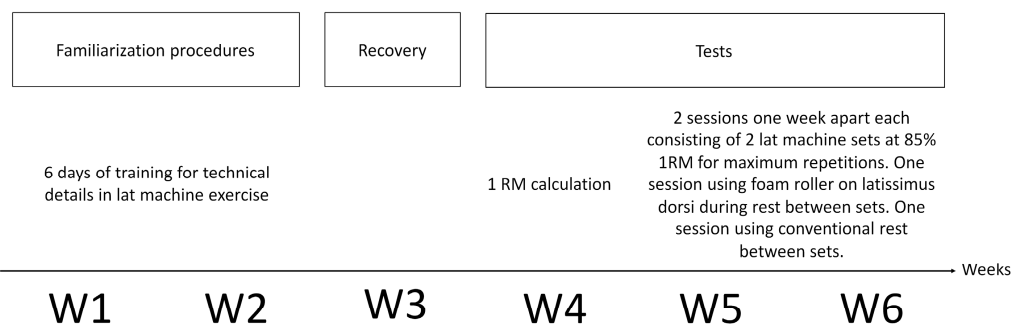 Familiarization procedures
Recovery
Tests
6 days of training for technical
details in lat machine exercise
1 RM calculation
2 sessions one week apart each
consisting of 2 lat machine sets at 85%
1RM for maximum repetitions. One
session using foam roller on latissimus
dorsi during rest between sets. One
session using conventional rest
between sets.
Weeks
W1
W2
W3
W4
W5
W6